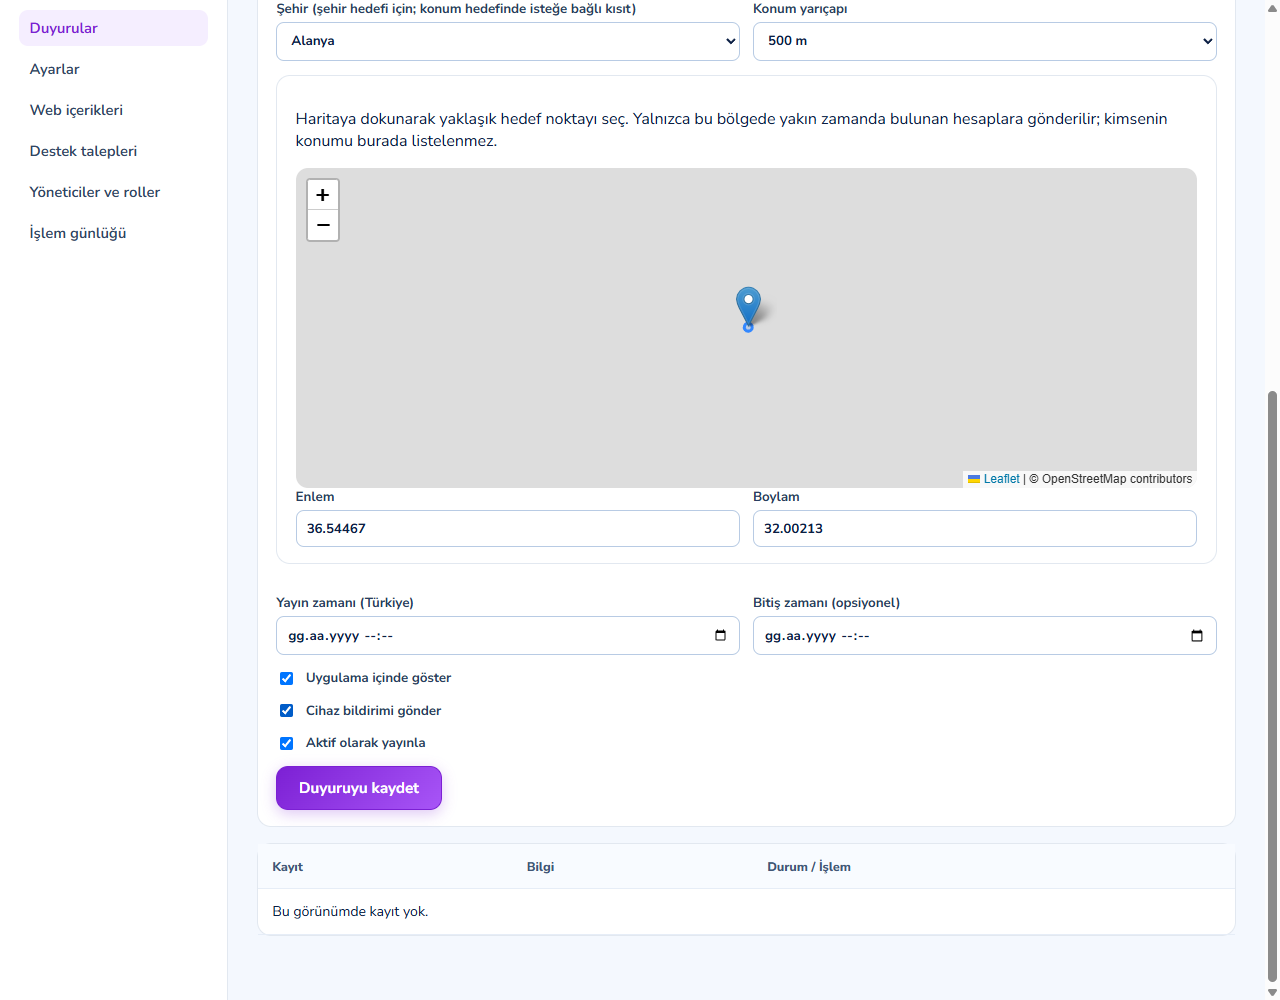 Duyurular
Ayarlar
Web içerikleri
Destek talepleri
Yöneticiler ve roller
İşlem günlüğü
Şehir (şehir hedefi için; konum hedefinde isteğe bağlı kısıt)
Alanya
Konum yarıçapı
500 m
Haritaya dokunarak yaklaşık hedef noktayı seç. Yalnızca bu bölgede yakın zamanda bulunan hesaplara gönderilir; kimsenin
konumu burada listelenmez.
+
−
Leaflet | © OpenStreetMap contributors
Enlem
36.54467
Boylam
32.00213
Yayın zamanı (Türkiye)
gg.aa.yyyy --:--
Bitiş zamanı (opsiyonel)
gg.aa.yyyy --:--
Uygulama içinde göster
Cihaz bildirimi gönder
Aktif olarak yayınla
Duyuruyu kaydet
Kayıt Bilgi Durum / İşlem
Bu görünümde kayıt yok.